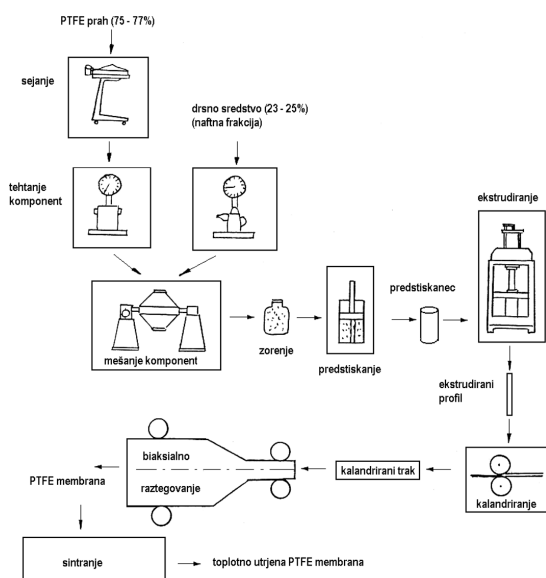 PTFE prah (75 - 77%)
sejanje
drsno sredstvo (23 - 25%)
(naftna frakcija)
tehtanje
komponent
mešanje komponent
zorenje
predstiskanje
predstiskanec
ekstrudiranje
ekstrudirani
profil
kalandriranje
kalandrirani trak
biaksialno
raztegovanje
PTFE membrana
sintranje
toplotno utrjena PTFE membrana